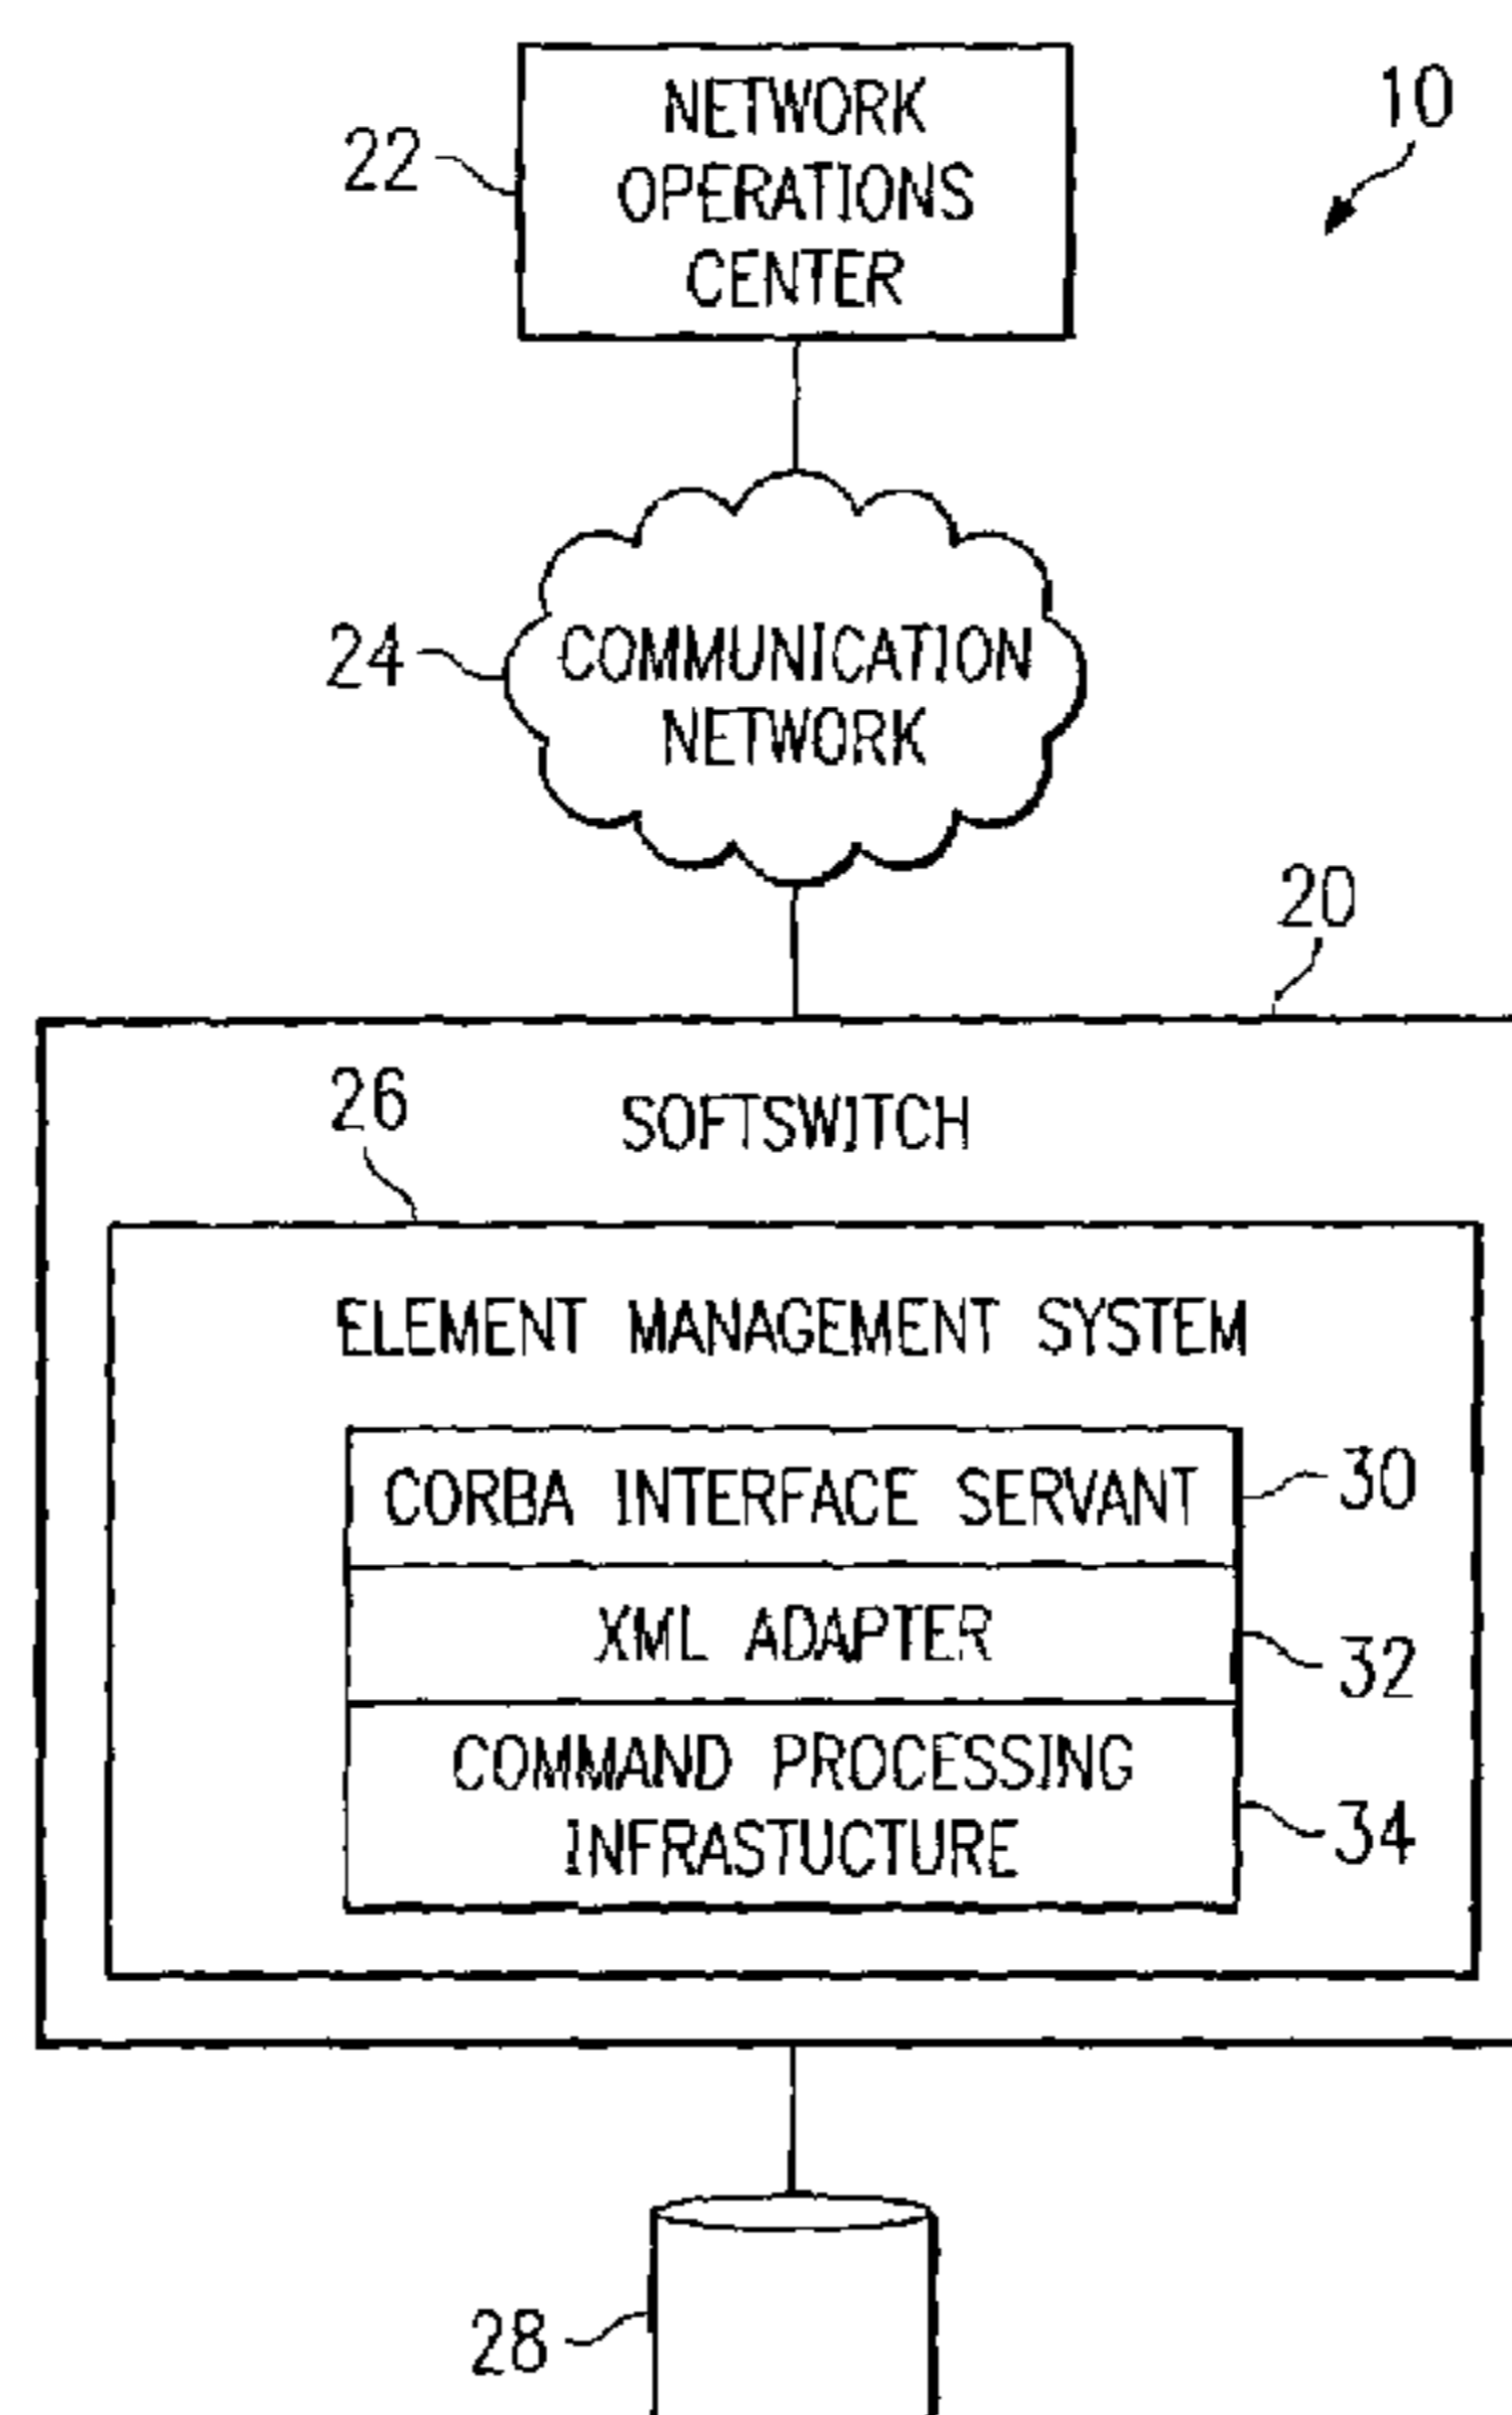 10
22
NETWORK
OPERATIONS
CENTER
24
COMMUNICATION
NETWORK
20
SOFTSWITCH
26
ELEMENT MANAGEMENT SYSTEM
CORBA INTERFACE SERVANT
30
XML ADAPTER
32
COMMAND PROCESSING
INFRASTUCTURE
34
28